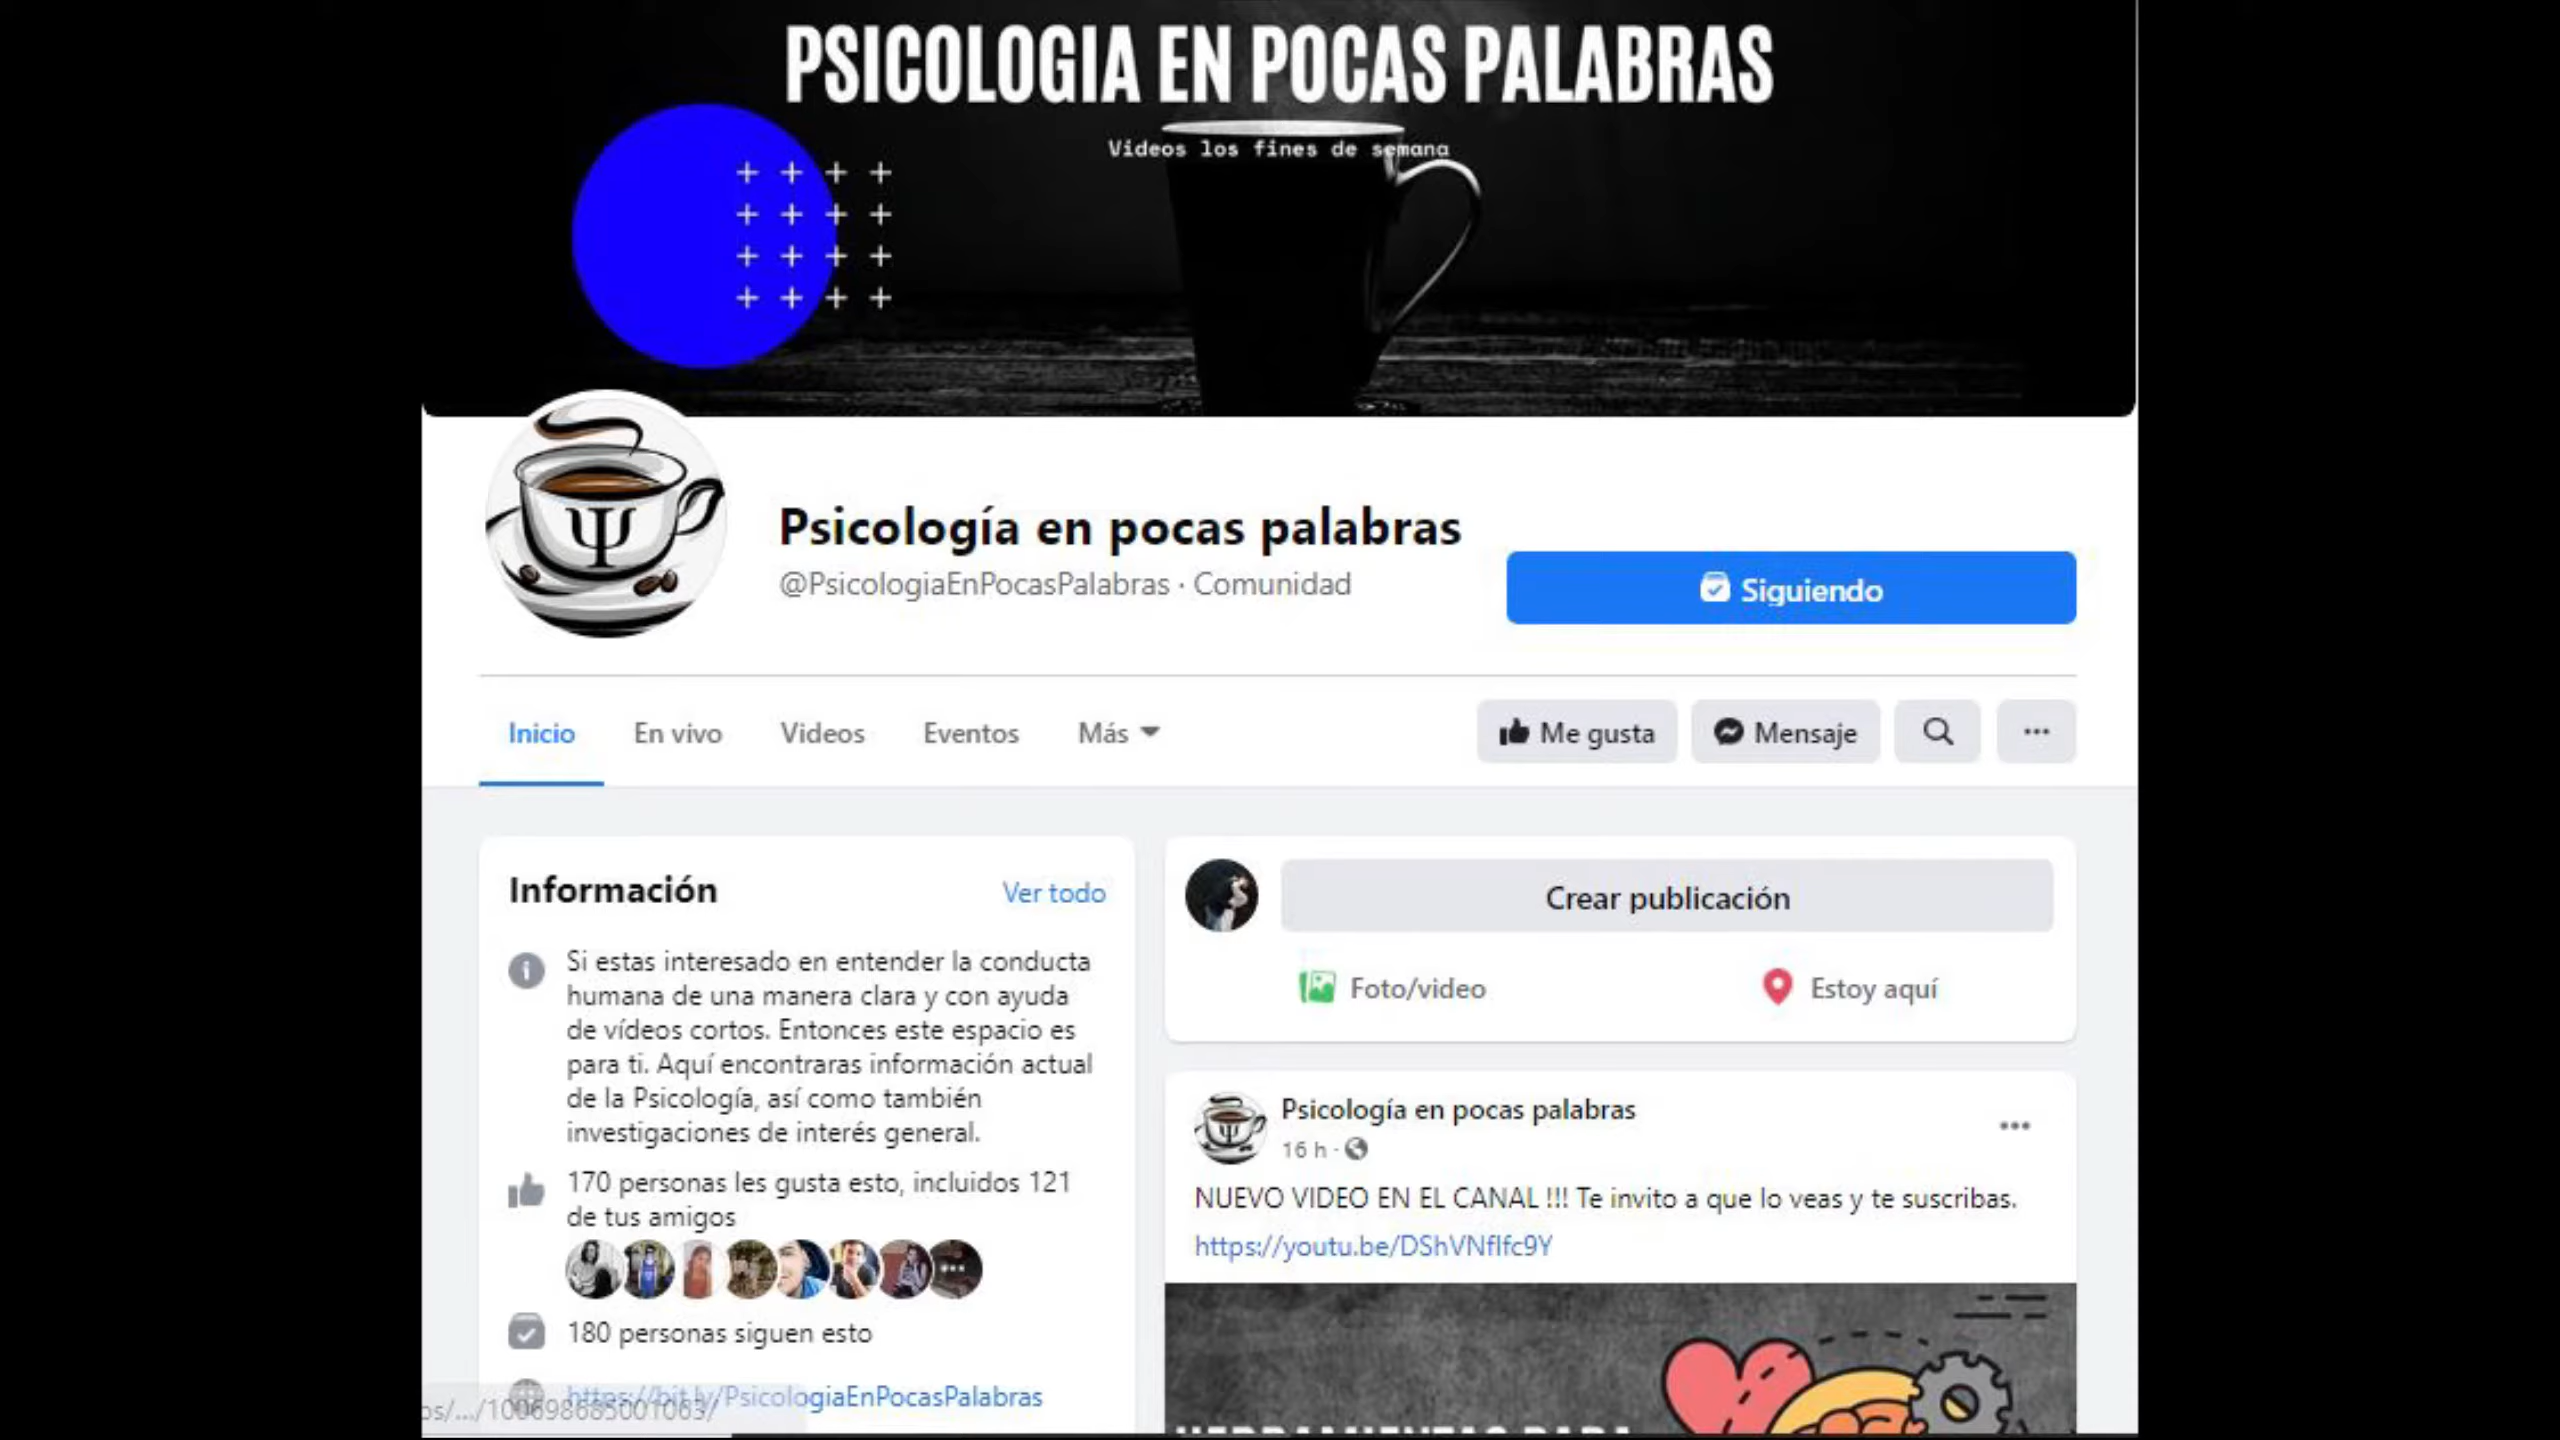 PSICOLOGIA EN POCAS PALABRAS
Videos los fines de semana
Ψ
Psicología en pocas palabras
@PsicologiaEnPocasPalabras · Comunidad
Siguiendo
Inicio
En vivo
Videos
Eventos
Más
Me gusta
Mensaje
Información
Ver todo
Si estas interesado en entender la conducta
humana de una manera clara y con ayuda
de vídeos cortos. Entonces este espacio es
para ti. Aquí encontraras información actual
de la Psicología, así como también
investigaciones de interés general.
170 personas les gusta esto, incluidos 121
de tus amigos
180 personas siguen esto
https://bit.ly/PsicologiaEnPocasPalabras
os/.../100698685001063/
Crear publicación
Foto/video
Estoy aquí
Psicología en pocas palabras
16 h ·
NUEVO VIDEO EN EL CANAL !!! Te invito a que lo veas y te suscribas.
https://youtu.be/DShVNfIfc9Y
HERRAMIENTAS PARA